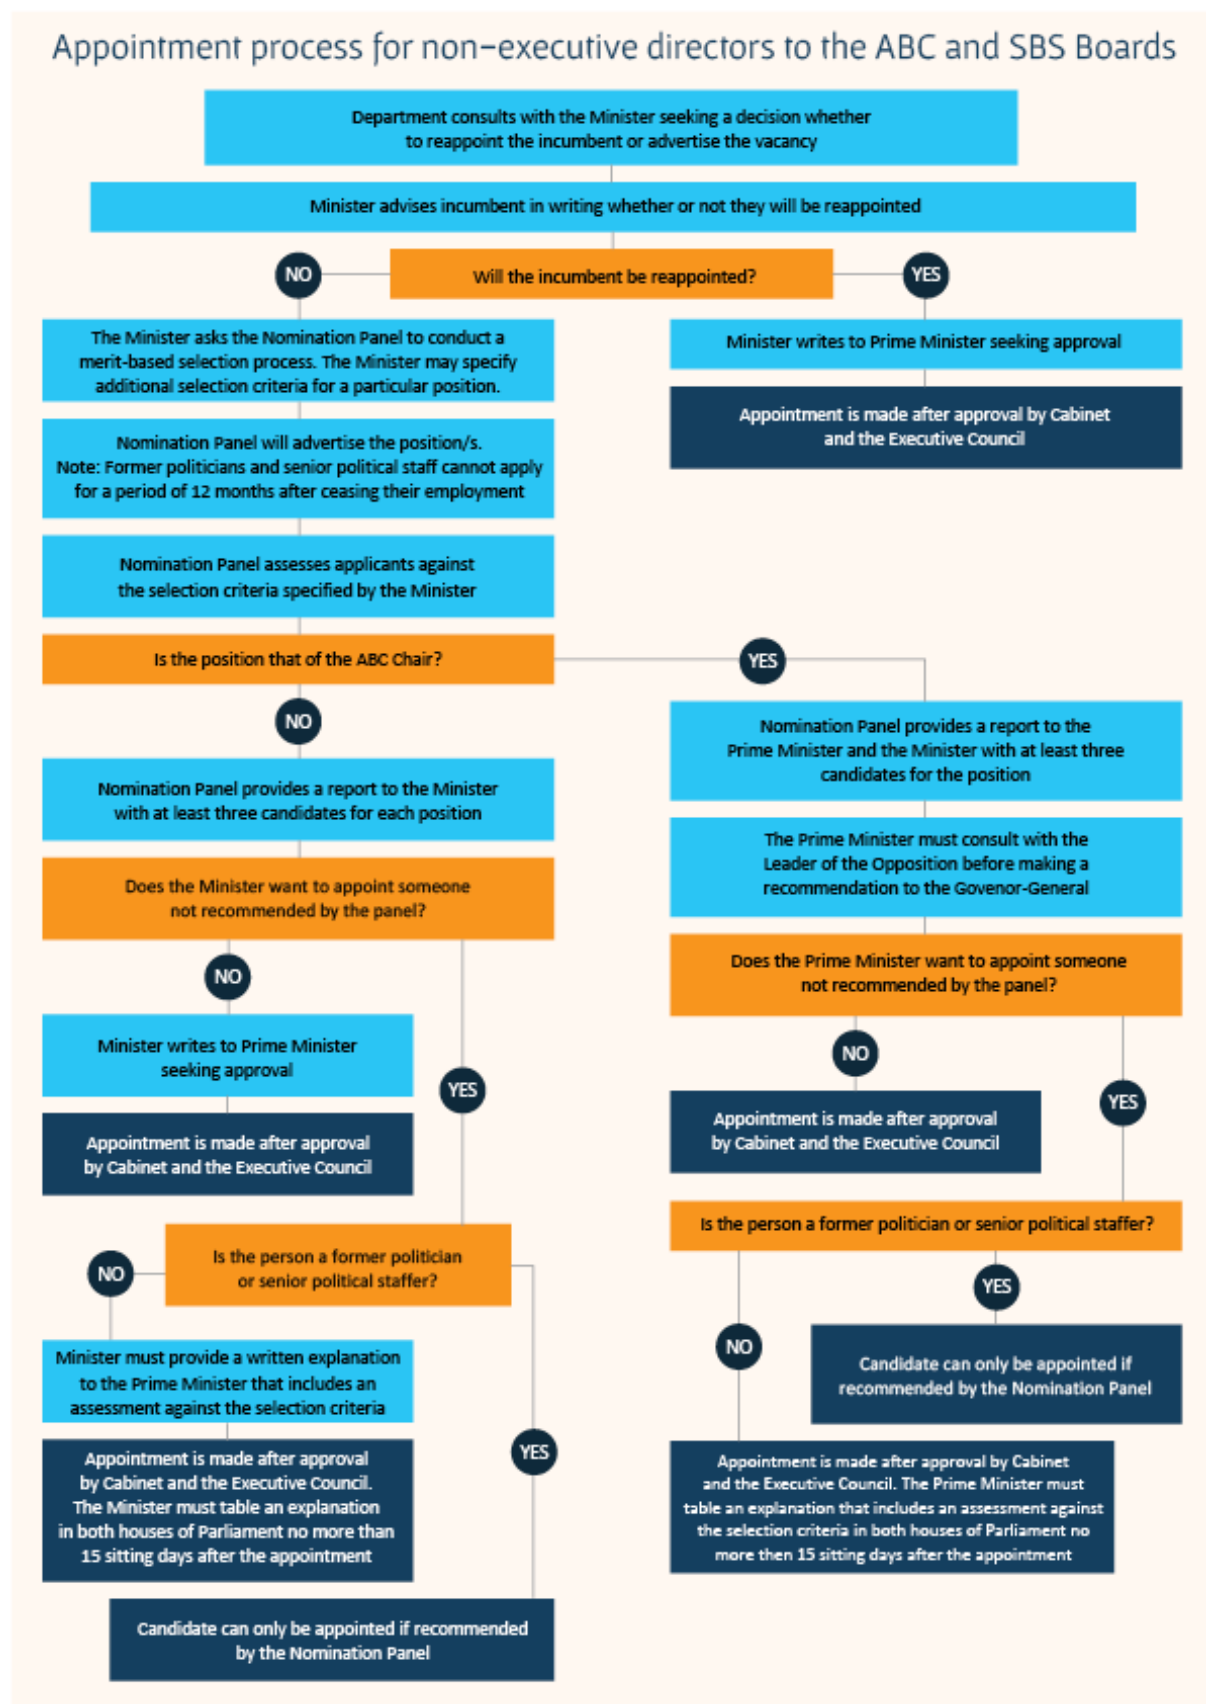 Appointment process for non-executive directors to the ABC and SBS Boards
Department consults with the Minister seeking a decision whether
to reappoint the incumbent or advertise the vacancy
Minister advises incumbent in writing whether or not they will be reappointed
NO
Will the incumbent be reappointed?
YES
The Minister asks the Nomination Panel to conduct a
merit-based selection process. The Minister may specify
additional selection criteria for a particular position.
Minister writes to Prime Minister seeking approval
Appointment is made after approval by Cabinet
and the Executive Council
Nomination Panel will advertise the position/s.
Note: Former politicians and senior political staff cannot apply
for a period of 12 months after ceasing their employment
Nomination Panel assesses applicants against
the selection criteria specified by the Minister
Is the position that of the ABC Chair?
YES
NO
Nomination Panel provides a report to the Minister
with at least three candidates for each position
Does the Minister want to appoint someone
not recommended by the panel?
NO
Minister writes to Prime Minister
seeking approval
YES
Appointment is made after approval
by Cabinet and the Executive Council
Is the person a former politician
or senior political staffer?
NO
Minister must provide a written explanation
to the Prime Minister that includes an
assessment against the selection criteria
YES
Appointment is made after approval
by Cabinet and the Executive Council.
The Minister must table an explanation
in both houses of Parliament no more than
15 sitting days after the appointment
Candidate can only be appointed if recommended
by the Nomination Panel
Nomination Panel provides a report to the
Prime Minister and the Minister with at least three
candidates for the position
The Prime Minister must consult with the
Leader of the Opposition before making a
recommendation to the Govenor-General
Does the Prime Minister want to appoint someone
not recommended by the panel?
NO
YES
Appointment is made after approval
by Cabinet and the Executive Council
Is the person a former politician or senior political staffer?
YES
NO
Candidate can only be appointed if
recommended by the Nomination Panel
Appointment is made after approval by Cabinet
and the Executive Council. The Prime Minister must
table an explanation that includes an assessment against
the selection criteria in both houses of Parliament no
more then 15 sitting days after the appointment